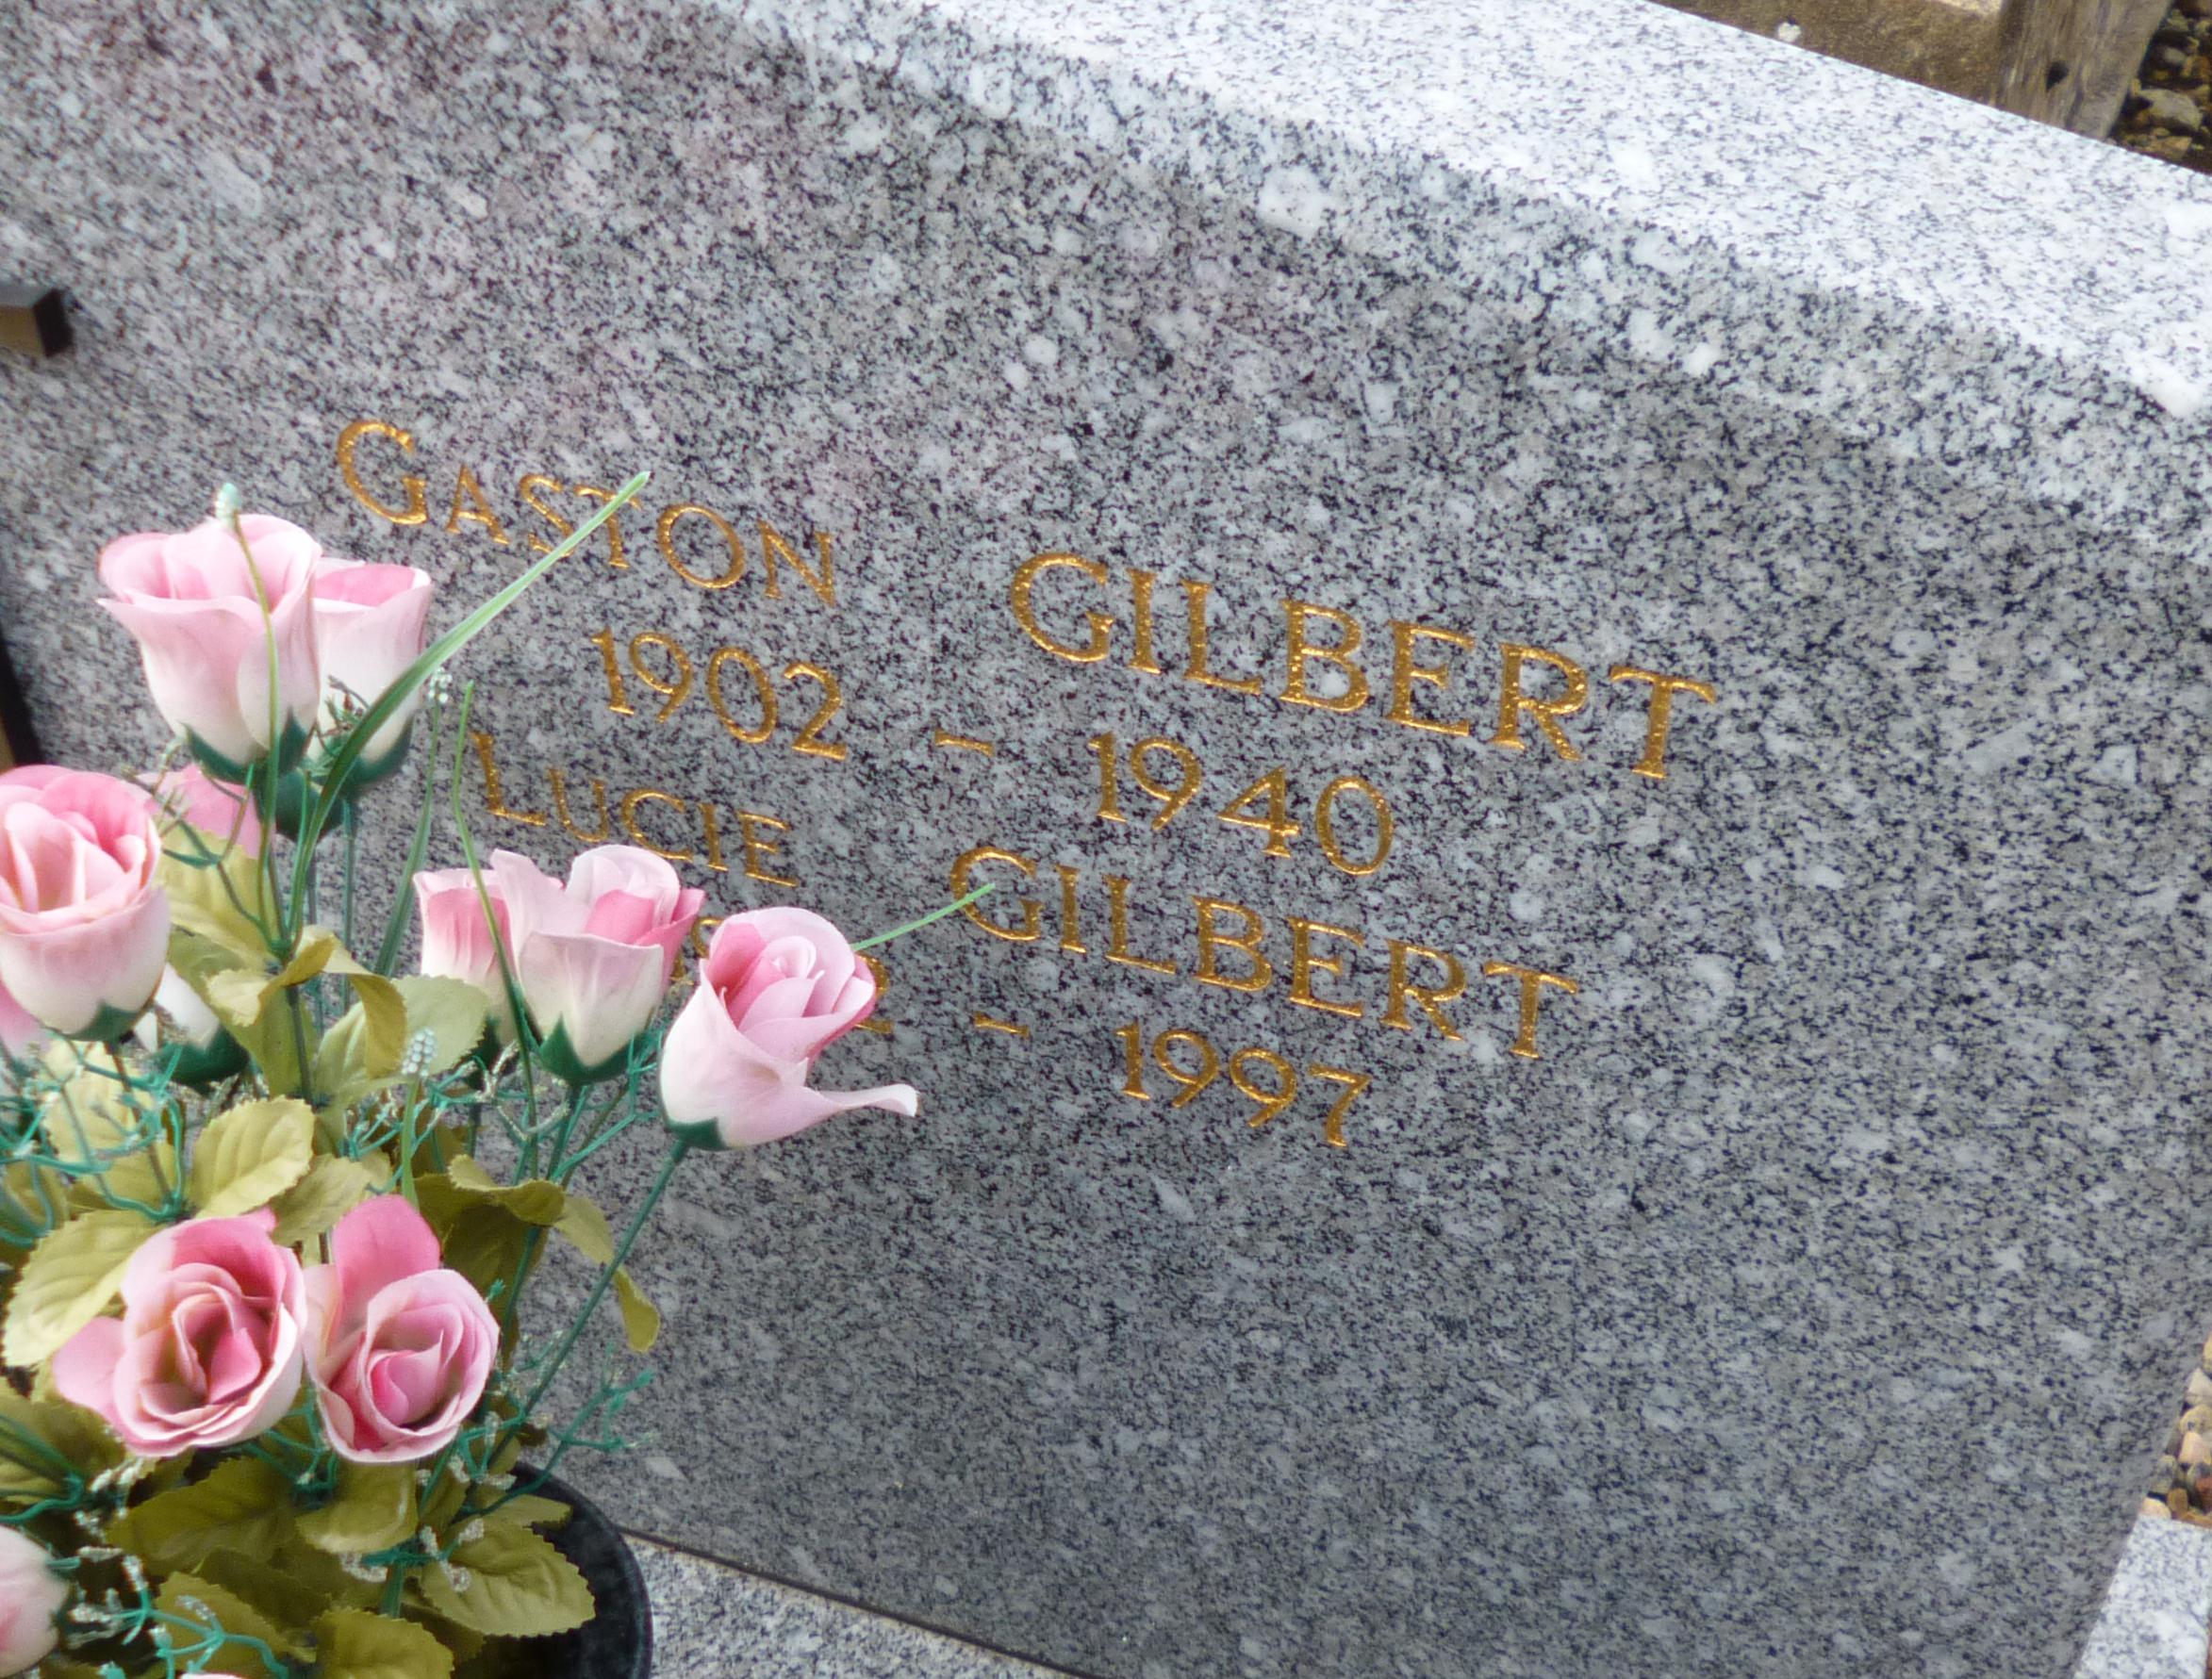 GASTON GILBERT
1902 - 1940
LUCIE GILBERT
- 1997